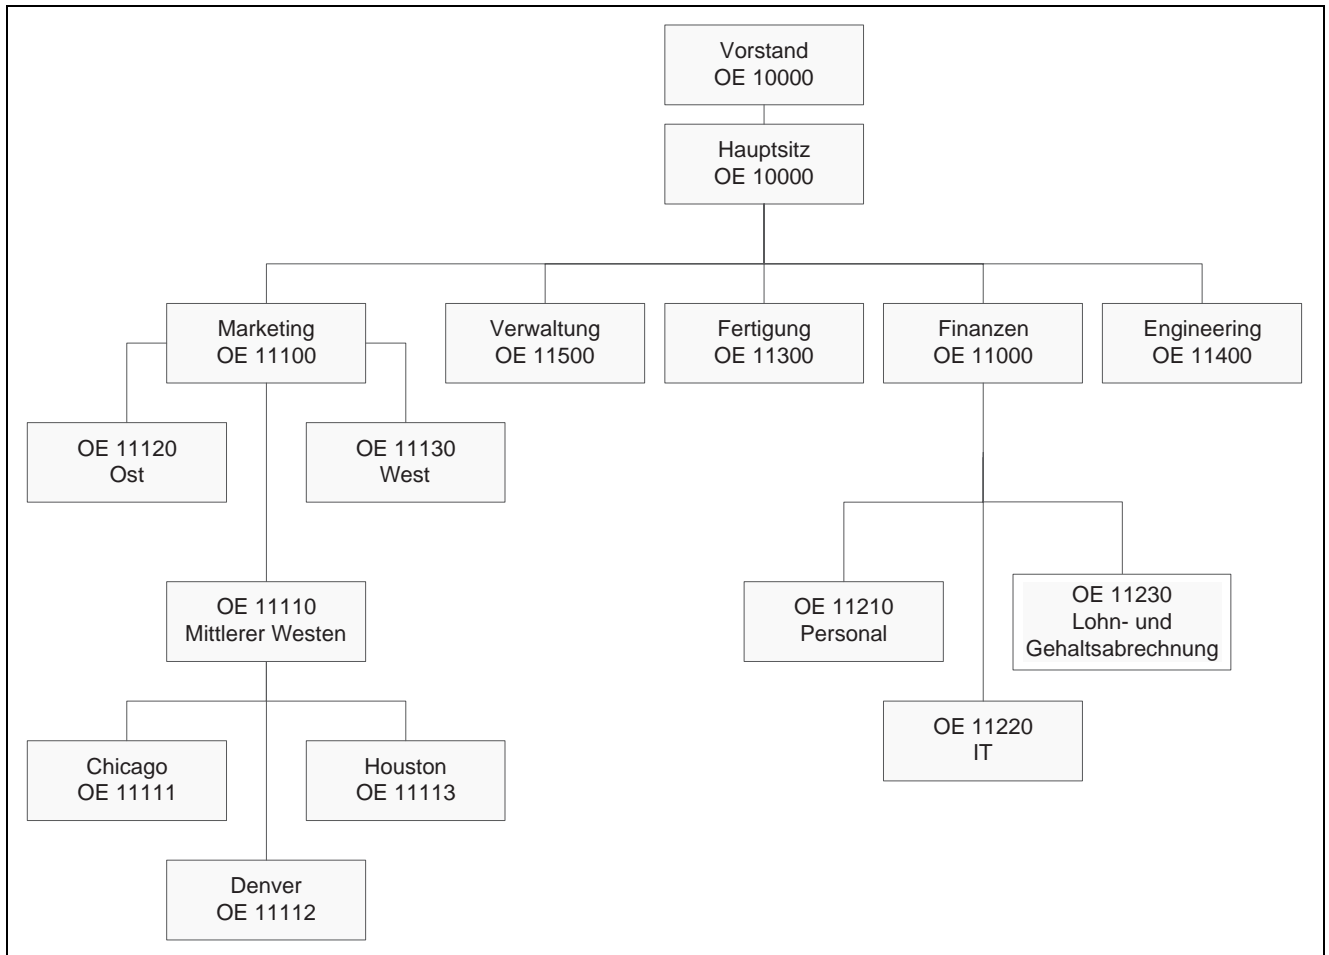 Vorstand
OE 10000
Hauptsitz
OE 10000
Marketing
OE 11100
Verwaltung
OE 11500
Fertigung
OE 11300
Finanzen
OE 11000
Engineering
OE 11400
OE 11120
Ost
OE 11130
West
OE 11110
Mittlerer Westen
OE 11210
Personal
OE 11230
Lohn- und
Gehaltsabrechnung
OE 11220
IT
Chicago
OE 11111
Houston
OE 11113
Denver
OE 11112